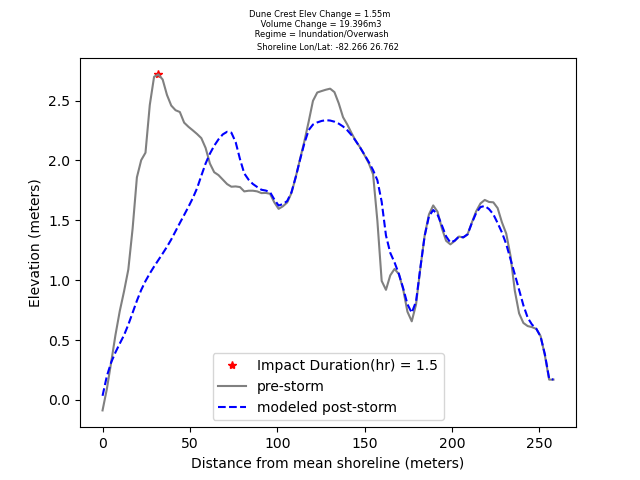 Dune Crest Elev Change = 1.55m
Volume Change = 19.396m3
Regime = Inundation/Overwash
Shoreline Lon/Lat: -82.266 26.762
Elevation (meters)
2.5
2.0
1.5
1.0
0.5
0.0
Impact Duration(hr) = 1.5
pre-storm
modeled post-storm
0 50 100 150 200 250
Distance from mean shoreline (meters)